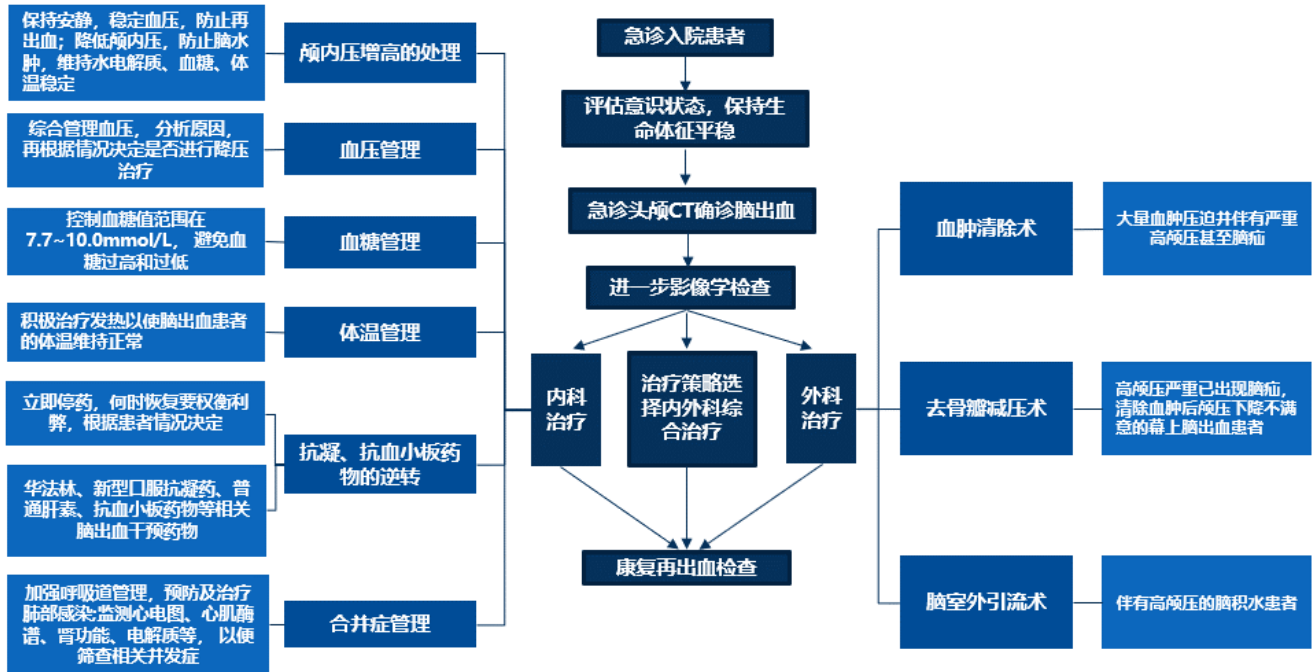 保持安静，稳定血压，防止再
出血；降低颅内压，防止脑水
肿，维持水电解质、血糖、体
温稳定
颅内压增高的处理
综合管理血压， 分析原因，
再根据情况决定是否进行降压
治疗
血压管理
控制血糖值范围在
7.7~10.0mmol/L， 避免血
糖过高和过低
血糖管理
积极治疗发热以使脑出血患者
的体温维持正常
体温管理
立即停药，何时恢复要权衡利
弊，根据患者情况决定
华法林、新型口服抗凝药、普
通肝素、抗血小板药物等相关
脑出血干预药物
抗凝、抗血小板药
物的逆转
加强呼吸道管理，预防及治疗
肺部感染;监测心电图、心肌酶
谱、肾功能、电解质等， 以便
筛查相关并发症
合并症管理
急诊入院患者
评估意识状态，保持生
命体征平稳
急诊头颅CT确诊脑出血
进一步影像学检查
内科
治疗
治疗策略选
择内外科综
合治疗
外科
治疗
康复再出血检查
血肿清除术
大量血肿压迫并伴有严重
高颅压甚至脑疝
去骨瓣减压术
高颅压严重已出现脑疝，
清除血肿后颅压下降不满
意的幕上脑出血患者
脑室外引流术
伴有高颅压的脑积水患者